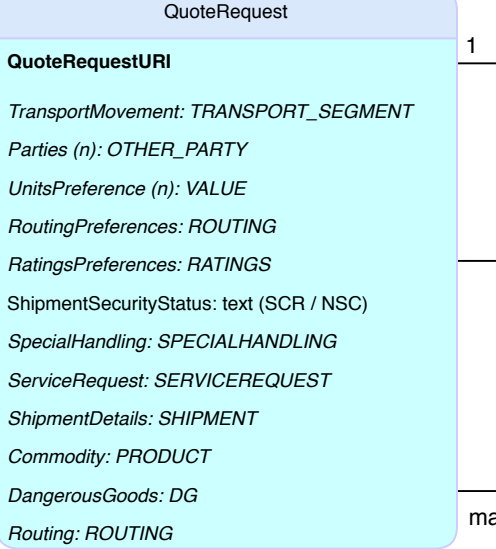 QuoteRequest
1
QuoteRequestURI
TransportMovement: TRANSPORT_SEGMENT
Parties (n): OTHER_PARTY
UnitsPreference (n): VALUE
RoutingPreferences: ROUTING
RatingsPreferences: RATINGS
ShipmentSecurityStatus: text (SCR / NSC)
SpecialHandling: SPECIALHANDLING
ServiceRequest: SERVICEREQUEST
ShipmentDetails: SHIPMENT
Commodity: PRODUCT
DangerousGoods: DG
Routing: ROUTING